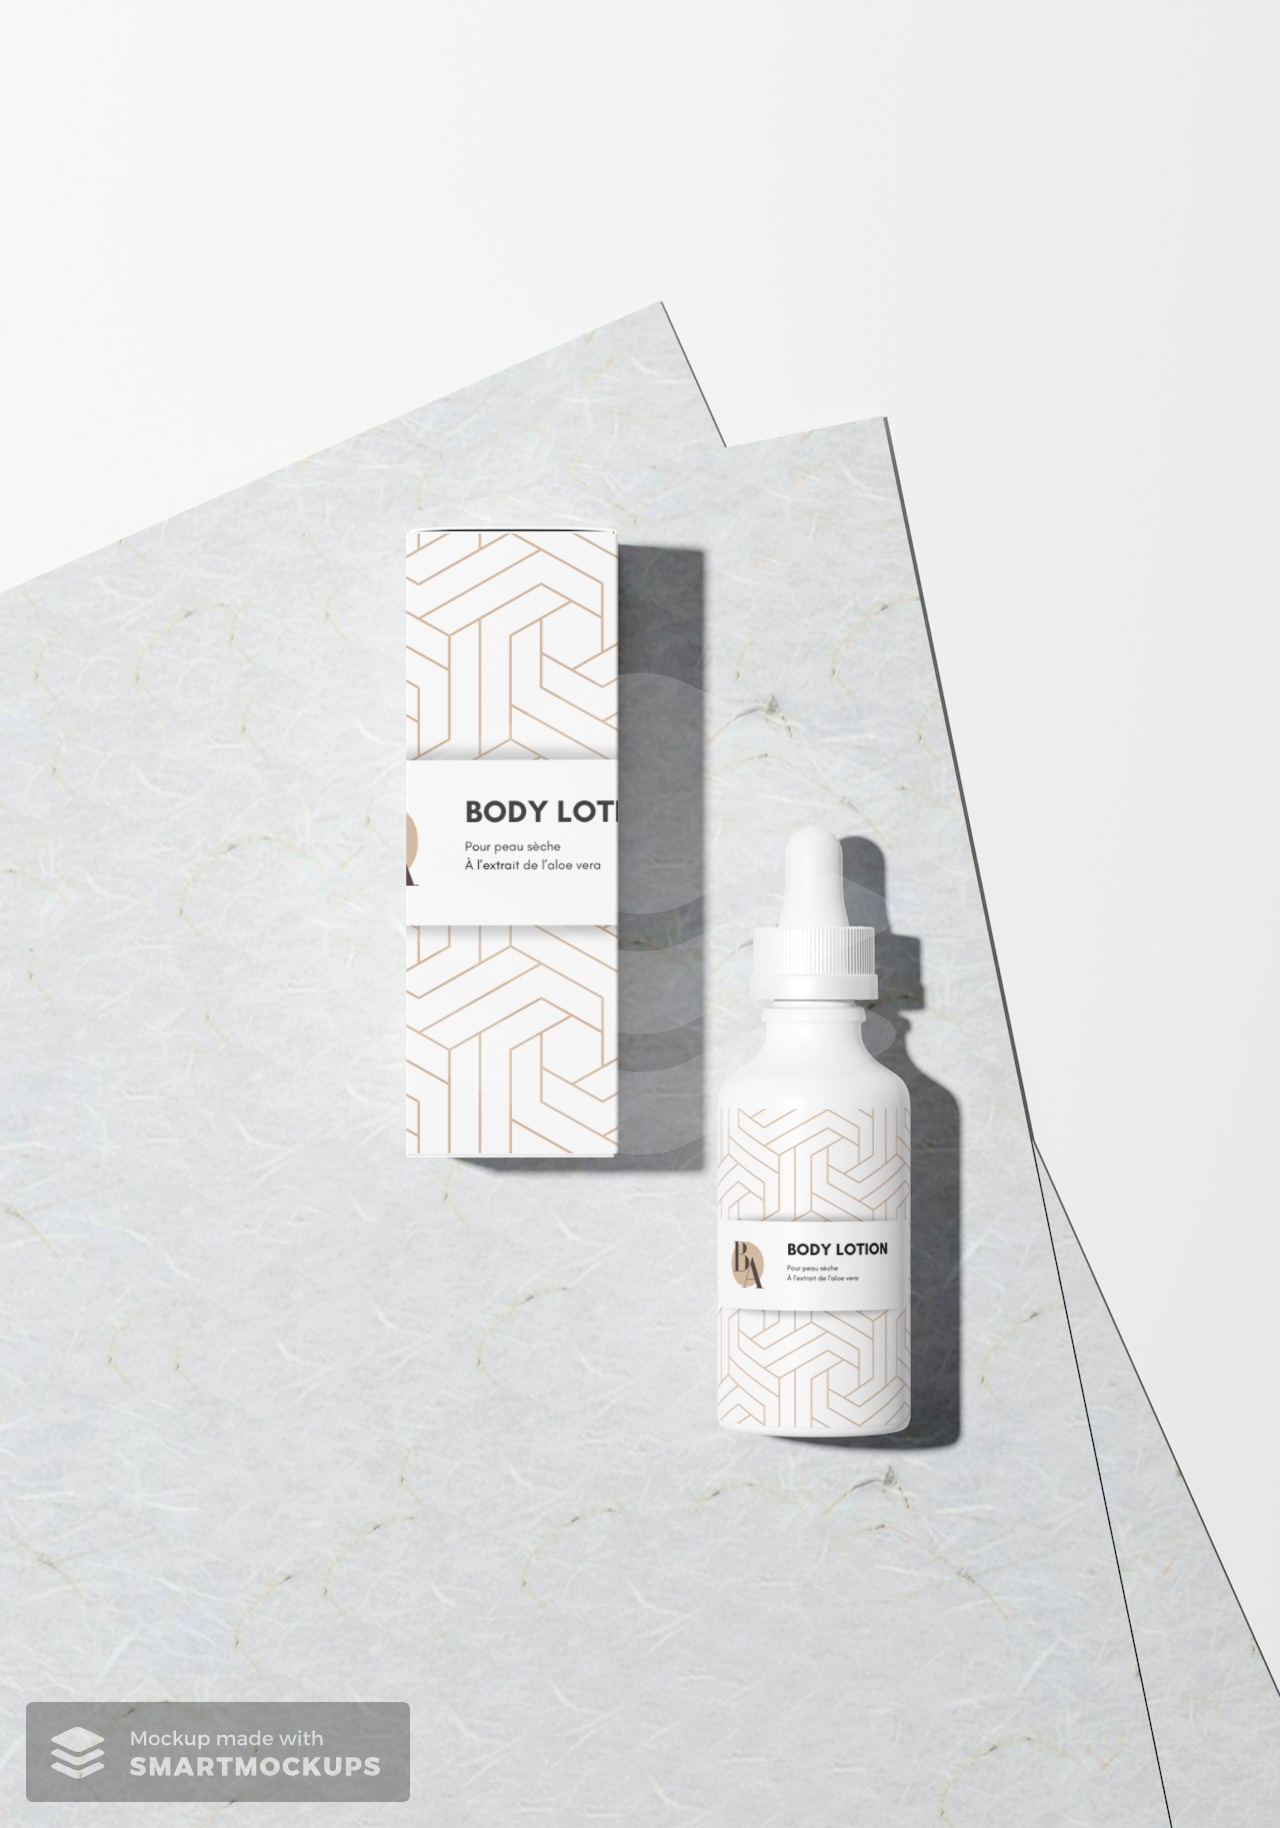 BODY LOTI
Pour peau sèche
À l'extrait de l'aloe vera
BA
BODY LOTION
Pour peau sèche
À l'extrait de l'aloe vera
Mockup made with
SMARTMOCKUPS